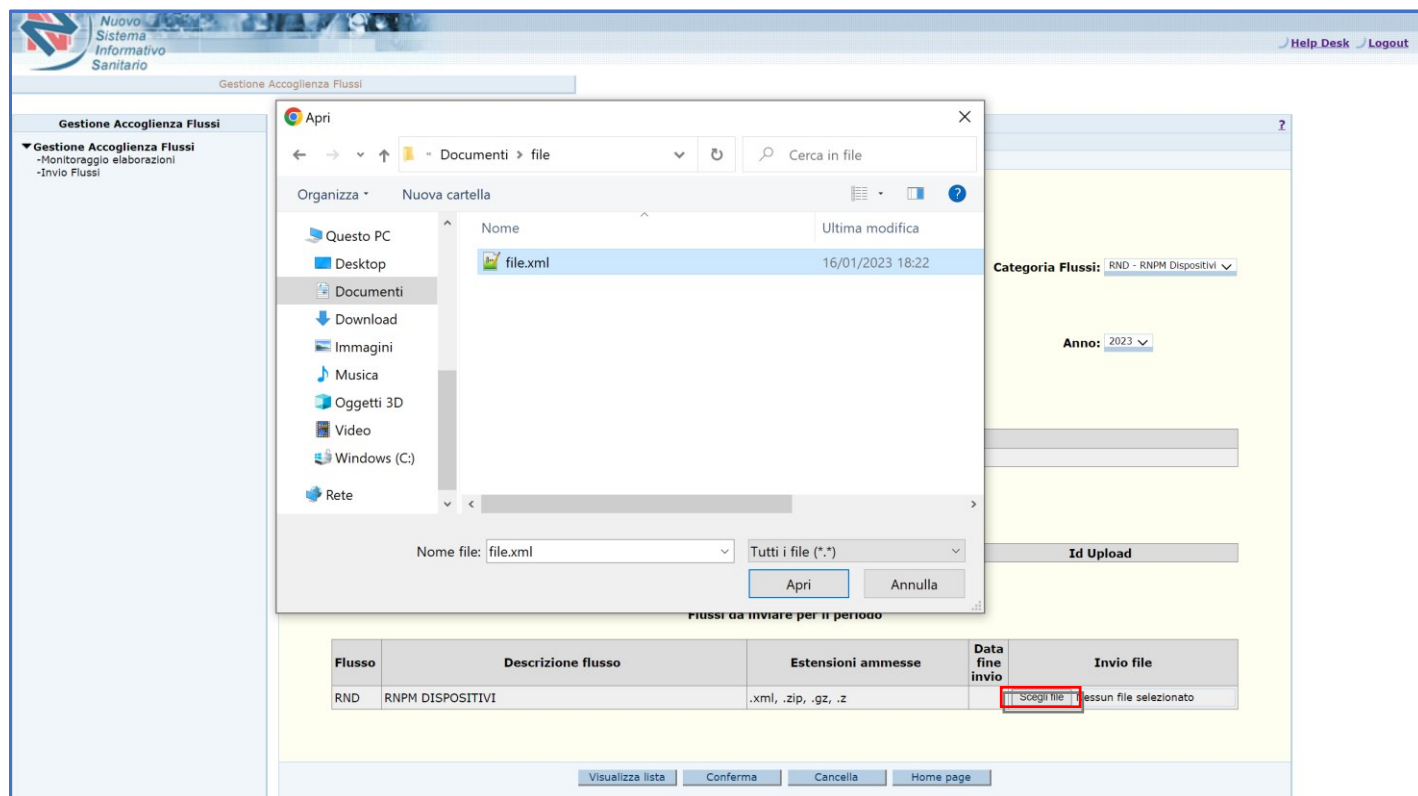 Nuovo
Sistema
Informativo
Sanitario
Help Desk Logout
Gestione Accoglienza Flussi
Gestione Accoglienza Flussi
Gestione Accoglienza Flussi
-Monitoraggio elaborazioni
-Invio Flussi
?
Apri
Documenti > file
Cerca in file
Organizza
Nuova cartella
?
Questo PC
Desktop
Documenti
Download
Immagini
Musica
Oggetti 3D
Video
Windows (C:)
Rete
Nome Ultima modifica
file.xml 16/01/2023 18:22
Nome file: file.xml
Tutti i file (*.*)
Apri Annulla
Categoria Flussi: RND - RNPM Dispositivi
Anno: 2023
Id Upload
Flussi da inviare per il periodo
Flusso Descrizione flusso Estensioni ammesse Data fine invio Invio file
RND RNPM DISPOSITIVI .xml, .zip, .gz, .z Scegli file Nessun file selezionato
Visualizza lista Conferma Cancella Home page